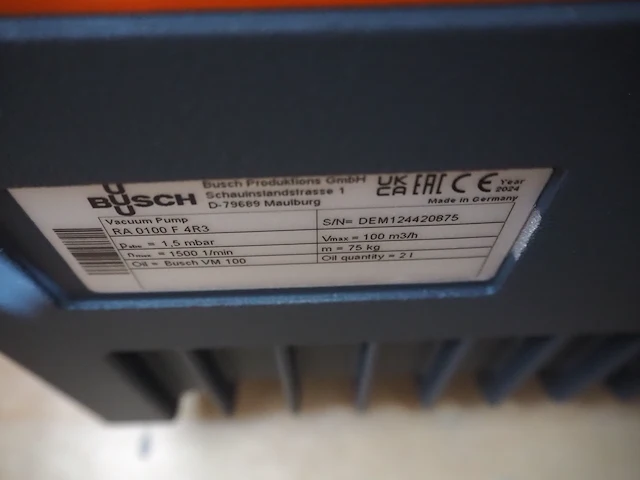 BUSCH
Busch Produktions GmbH
Schauinslandstrasse 1
D-79689 Maulburg
UK CA EAC CE Year 2024
Made in Germany
Vacuum Pump
RA 0100 F 4R3
S/N= DEM124420875
Pabs = 1,5 mbar
Vmax = 100 m3/h
nmax = 1500 1/min
m = 75 kg
Oil = Busch VM 100
Oil quantity = 2 l